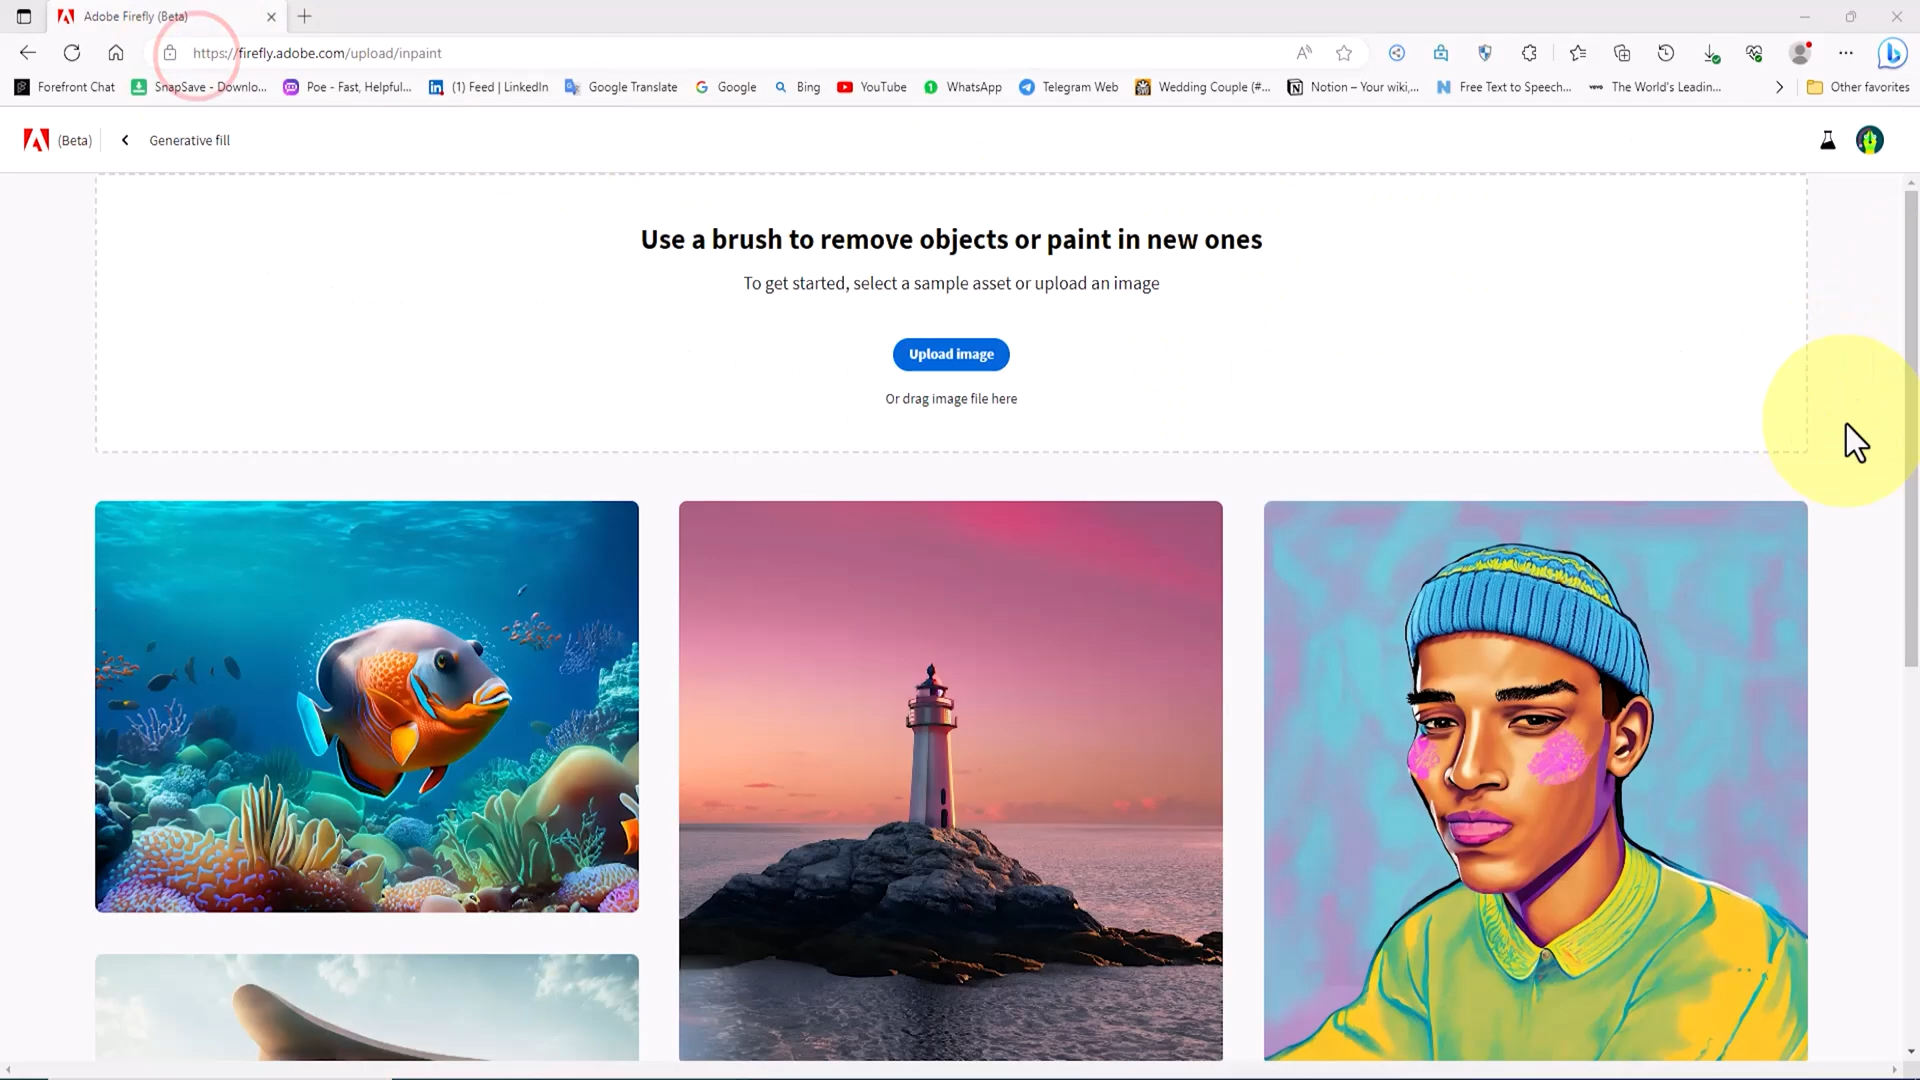 Adobe Firefly (Beta)
https://firefly.adobe.com/upload/inpaint
Forefront Chat
SnapSave - Downlo...
Poe - Fast, Helpful...
(1) Feed | LinkedIn
Google Translate
Google
Bing
YouTube
WhatsApp
Telegram Web
Wedding Couple (#...
Notion – Your wiki,...
Free Text to Speech...
The World's Leadin...
Other favorites
(Beta)
Generative fill
Use a brush to remove objects or paint in new ones
To get started, select a sample asset or upload an image
Upload image
Or drag image file here